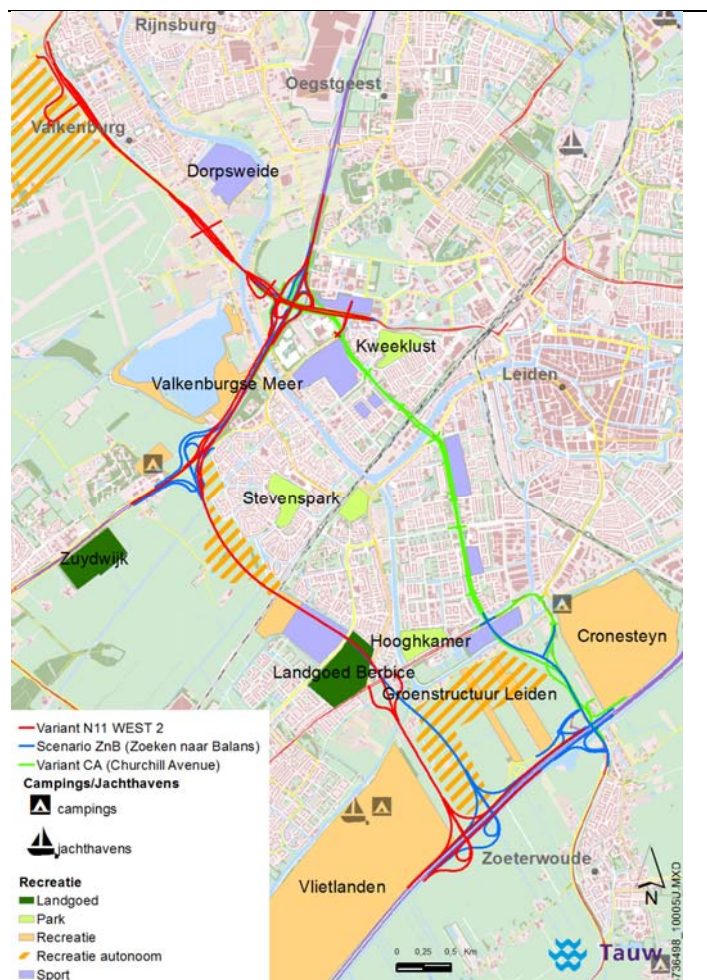 Rijnsburg
Oegstgeest
Valkenburg
Dorpsweide
Kweeklust
Valkenburgse Meer
Leiden
Stevenspark
Zuydwijk
Hooghkamer
Cronesteyn
Landgoed Berbice
Groenstructuur Leiden
Variant N11 WEST 2
Scenario ZnB (Zoeken naar Balans)
Variant CA (Churchill Avenue)
Campings/Jachthavens
campings
jachthavens
Vlietlanden
Zoeterwoude
Recreatie
Landgoed
Park
Recreatie
Recreatie autonoom
Sport
0 0,25 0,5 Km
N
Tauw
736498_10005U.MXD